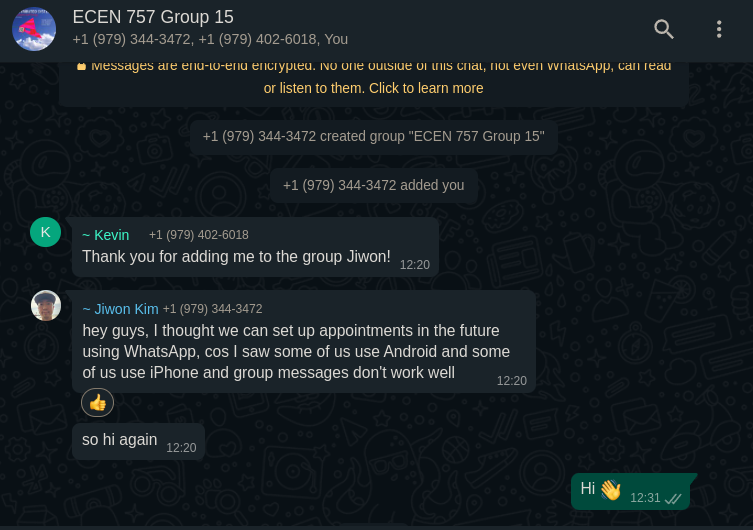 ECEN 757 Group 15
+1 (979) 344-3472, +1 (979) 402-6018, You
Messages are end-to-end encrypted. No one outside of this chat, not even WhatsApp, can read
or listen to them. Click to learn more
+1 (979) 344-3472 created group "ECEN 757 Group 15"
+1 (979) 344-3472 added you
K
~ Kevin +1 (979) 402-6018
Thank you for adding me to the group Jiwon!
12:20
~ Jiwon Kim +1 (979) 344-3472
hey guys, I thought we can set up appointments in the future
using WhatsApp, cos I saw some of us use Android and some
of us use iPhone and group messages don't work well
12:20
👍
so hi again
12:20
Hi 👋
12:31